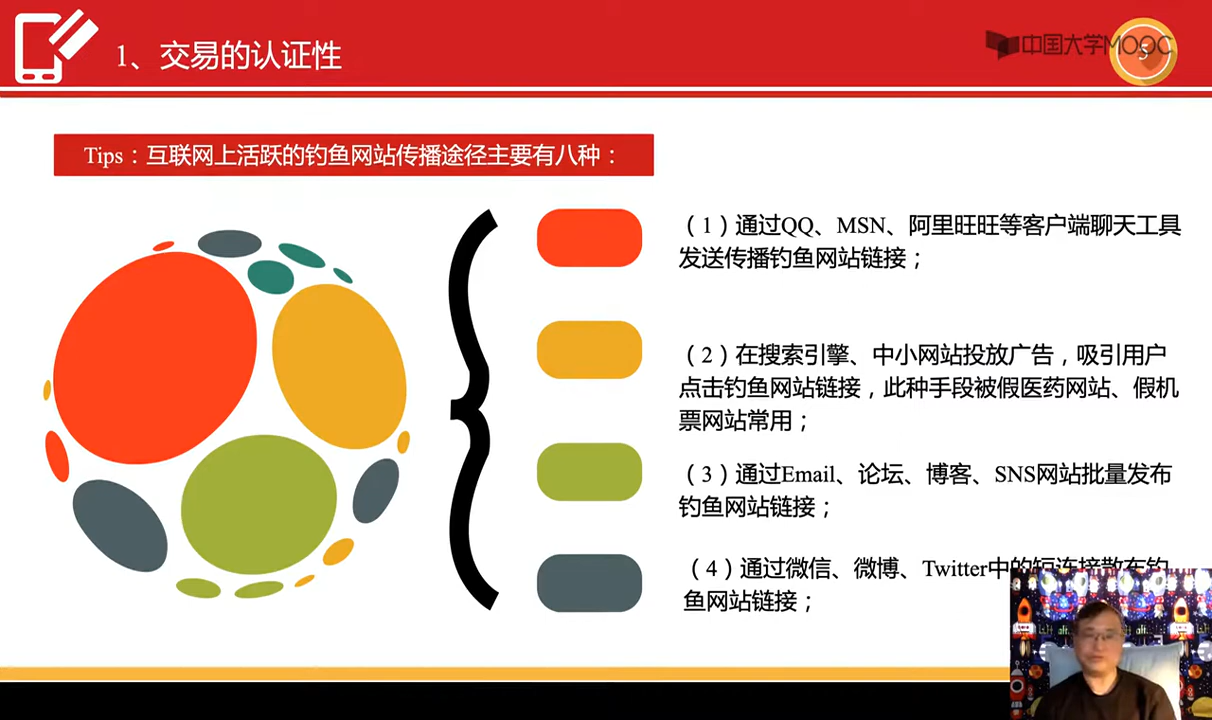 1、交易的认证性
中国大学MOOC
5
Tips：互联网上活跃的钓鱼网站传播途径主要有八种：
（1）通过QQ、MSN、阿里旺旺等客户端聊天工具
发送传播钓鱼网站链接；
（2）在搜索引擎、中小网站投放广告，吸引用户
点击钓鱼网站链接，此种手段被假医药网站、假机
票网站常用；
（3）通过Email、论坛、博客、SNS网站批量发布
钓鱼网站链接；
（4）通过微信、微博、Twitter中的短连接散布钓
鱼网站链接；